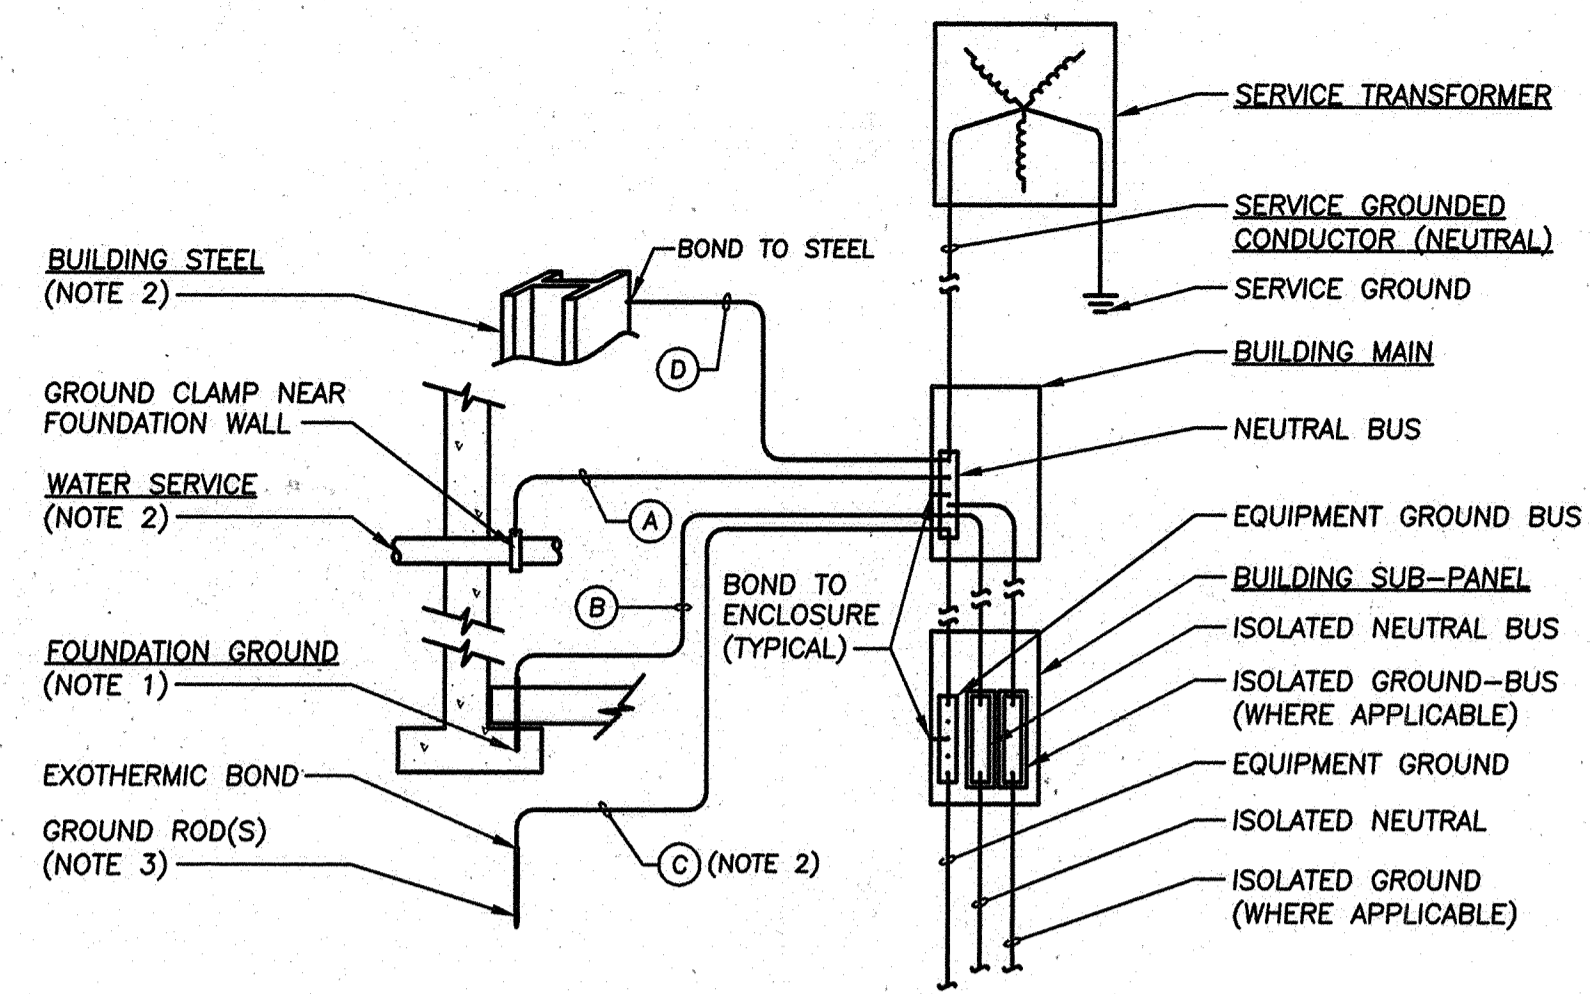 SERVICE TRANSFORMER
SERVICE GROUNDED
CONDUCTOR (NEUTRAL)
SERVICE GROUND
BUILDING MAIN
NEUTRAL BUS
EQUIPMENT GROUND BUS
BUILDING SUB-PANEL
ISOLATED NEUTRAL BUS
ISOLATED GROUND-BUS
(WHERE APPLICABLE)
EQUIPMENT GROUND
ISOLATED NEUTRAL
ISOLATED GROUND
(WHERE APPLICABLE)
BOND TO STEEL
BUILDING STEEL
(NOTE 2)
D
GROUND CLAMP NEAR
FOUNDATION WALL
WATER SERVICE
(NOTE 2)
A
B
BOND TO
ENCLOSURE
(TYPICAL)
FOUNDATION GROUND
(NOTE 1)
EXOTHERMIC BOND
GROUND ROD(S)
(NOTE 3)
C (NOTE 2)